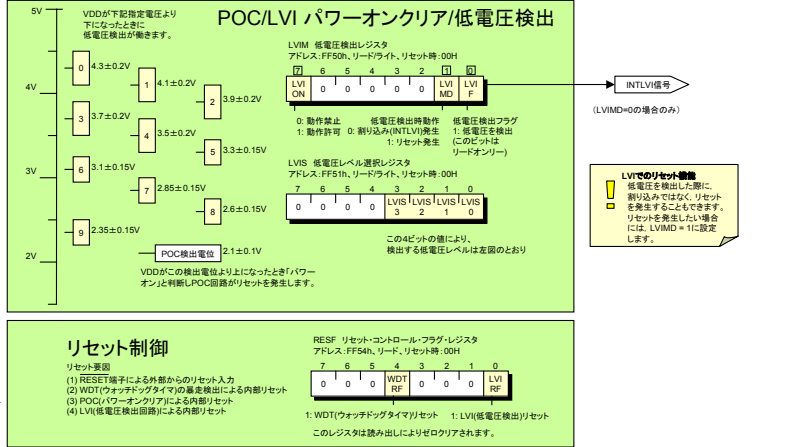 POC/LVI パワーオンクリア/低電圧検出
5V
4V
3V
2V
VDDが下記指定電圧より
下になったときに
低電圧検出が働きます。
0 4.3±0.2V
1 4.1±0.2V
2 3.9±0.2V
3 3.7±0.2V
4 3.5±0.2V
5 3.3±0.15V
6 3.1±0.15V
7 2.85±0.15V
8 2.6±0.15V
9 2.35±0.15V
POC検出電位 2.1±0.1V
VDDがこの検出電位より上になったとき「パワー
オン」と判断しPOC回路がリセットを発生します。
LVIM 低電圧検出レジスタ
アドレス:FF50h、リード/ライト、リセット時:00H
7 6 5 4 3 2 1 0
LVI ON 0 0 0 0 0 LVI MD LVI F
0: 動作禁止
1: 動作許可
低電圧検出時動作
0: 割り込み(INTLVI)発生
1: リセット発生
低電圧検出フラグ
1: 低電圧を検出
(このビットは
リードオンリー)
LVIS 低電圧レベル選択レジスタ
アドレス:FF51h、リード/ライト、リセット時:00H
7 6 5 4 3 2 1 0
0 0 0 0 LVIS 3 LVIS 2 LVIS 1 LVIS 0
この4ビットの値により、
検出する低電圧レベルは左図のとおり
INTLVI信号
(LVIMD=0の場合のみ)
LVIでのリセット機能
低電圧を検出した際に、
割り込みではなく、リセット
を発生することもできます。
リセットを発生したい場合
には、LVIMD = 1に設定
します。
リセット制御
リセット要因
(1) RESET端子による外部からのリセット入力
(2) WDT(ウォッチドッグタイマ)の暴走検出による内部リセット
(3) POC(パワーオンクリア)による内部リセット
(4) LVI(低電圧検出回路)による内部リセット
RESF リセット・コントロール・フラグ・レジスタ
アドレス:FF54h、リード、リセット時:00H
7 6 5 4 3 2 1 0
0 0 0 WDT RF 0 0 0 LVI RF
1: WDT(ウォッチドッグタイマ)リセット
1: LVI(低電圧検出)リセット
このレジスタは読み出しによりゼロクリアされます。